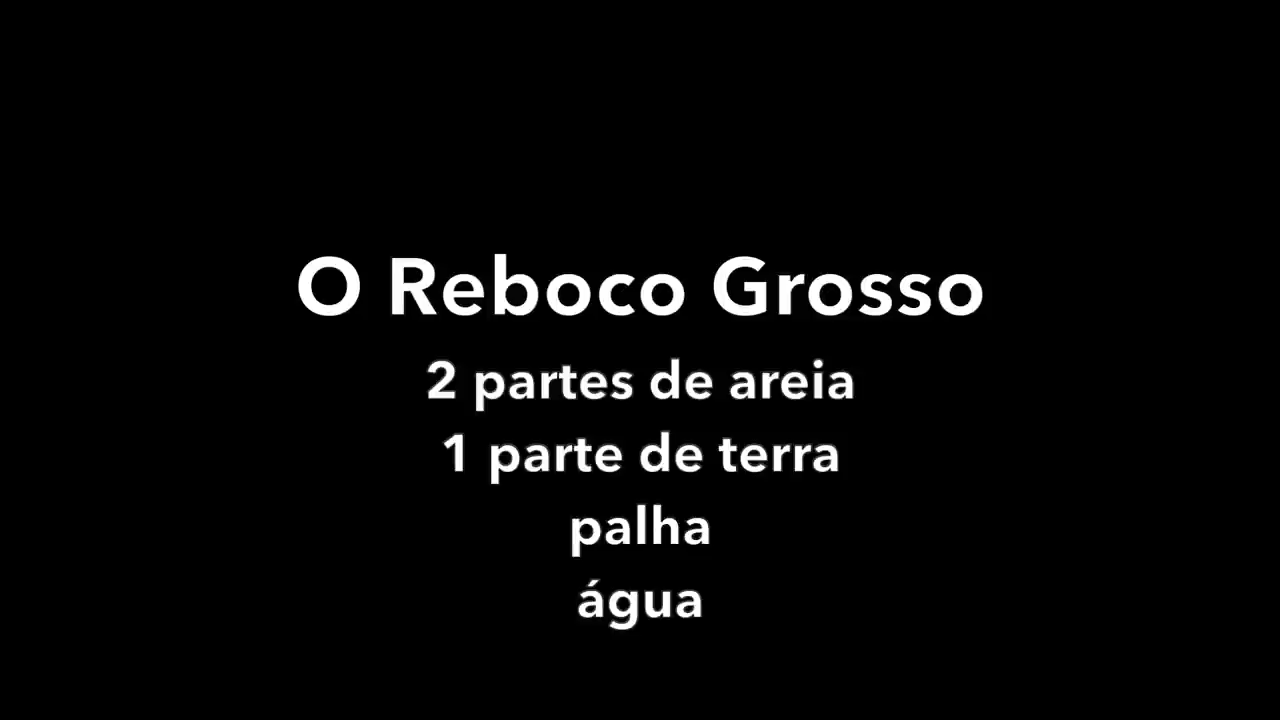 O Reboco Grosso
2 partes de areia
1 parte de terra
palha
água